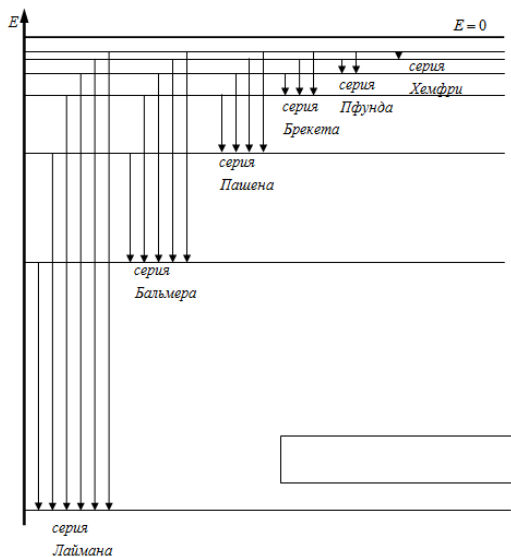 E
E = 0
серия
Хемфри
серия
Пфунда
серия
Брекета
серия
Пашена
серия
Бальмера
серия
Лаймана